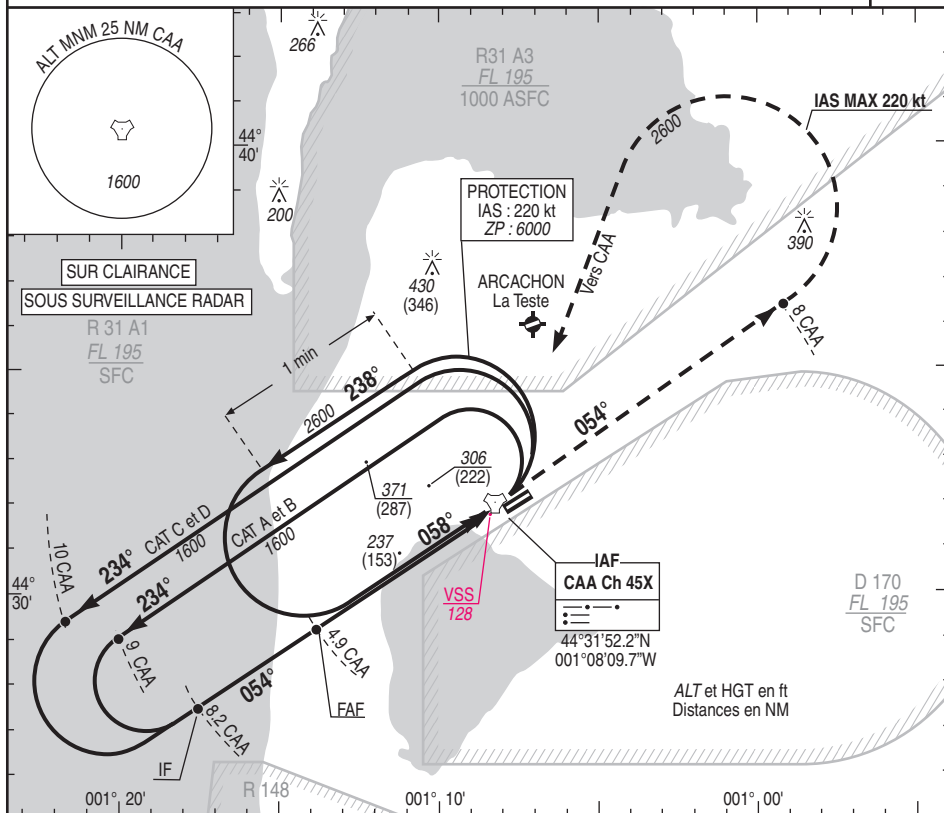 ALT MNM 25 NM CAA
1600
266
44°
40'
200
R31 A3
FL 195
1000 ASFC
2600
IAS MAX 220 kt
390
PROTECTION
IAS : 220 kt
ZP : 6000
SUR CLAIRANCE
SOUS SURVEILLANCE RADAR
430
(346)
ARCACHON
La Teste
Vers CAA
8 CAA
R 31 A1
FL 195
SFC
1 min
238°
2600
054°
371
(287)
306
(222)
CAT C et D
1600
234°
CAT A et B
1600
234°
237
(153)
058°
10 CAA
9 CAA
44°
30'
VSS
128
IAF
CAA Ch 45X
44°31'52.2"N
001°08'09.7"W
D 170
FL 195
SFC
4.9 CAA
054°
FAF
8.2 CAA
IF
ALT et HGT en ft
Distances en NM
R 148
001° 20'
001° 10'
001° 00'